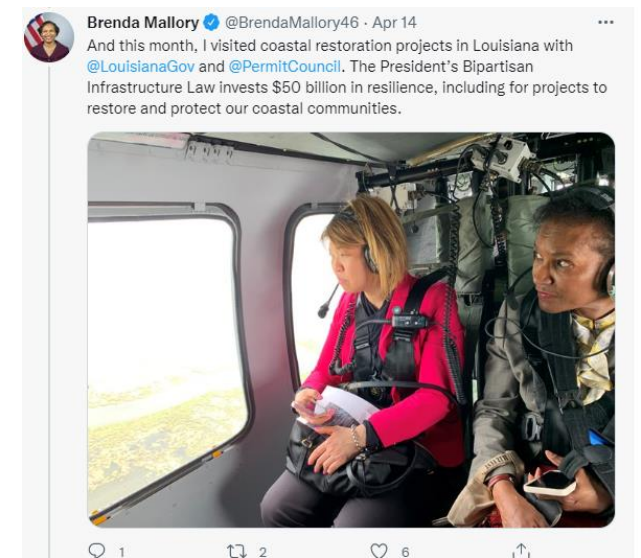 Brenda Mallory @BrendaMallory46 · Apr 14 ...
And this month, I visited coastal restoration projects in Louisiana with
@LouisianaGov and @PermitCouncil. The President's Bipartisan
Infrastructure Law invests $50 billion in resilience, including for projects to
restore and protect our coastal communities.
1 2 6